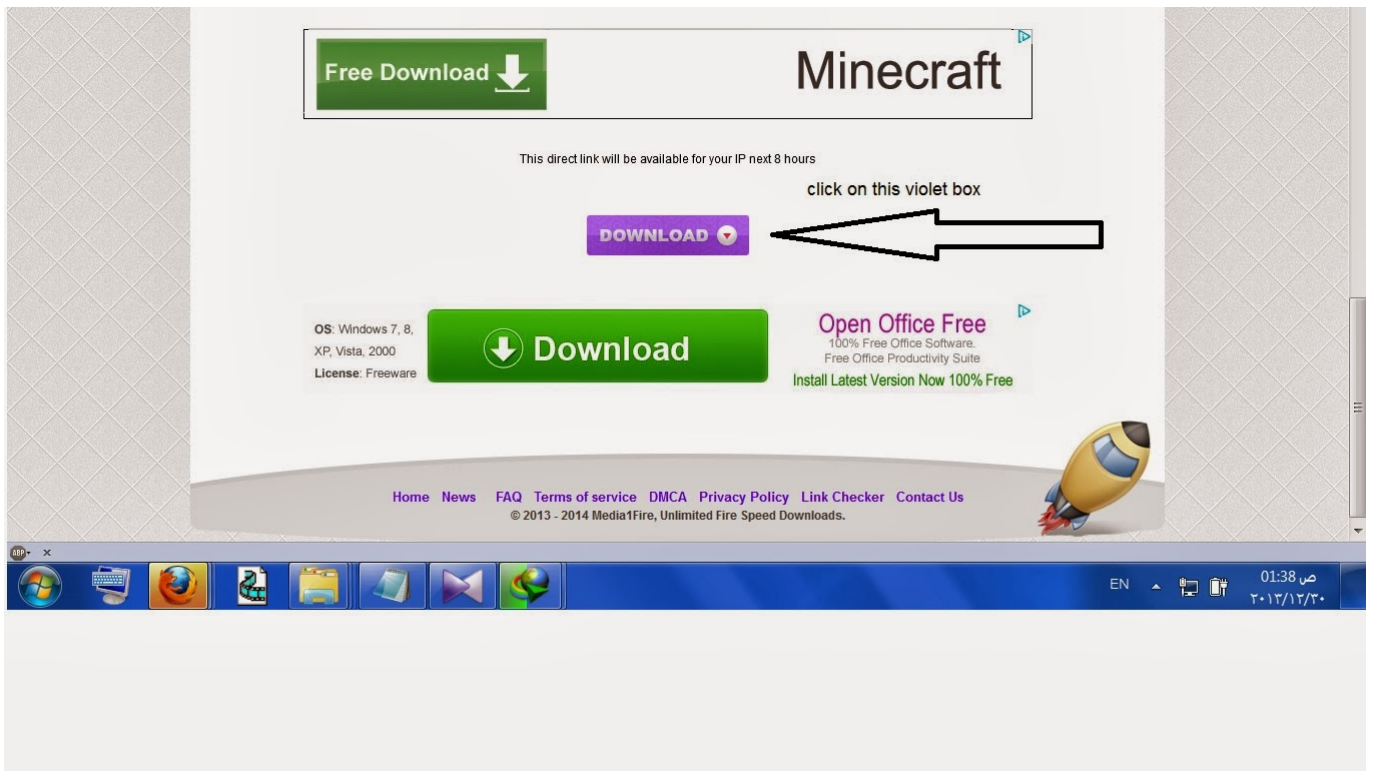 Free Download
Minecraft
This direct link will be available for your IP next 8 hours
click on this violet box
DOWNLOAD
OS: Windows 7, 8,
XP, Vista, 2000
License: Freeware
Download
Open Office Free
100% Free Office Software.
Free Office Productivity Suite
Install Latest Version Now 100% Free
Home News FAQ Terms of service DMCA Privacy Policy Link Checker Contact Us
© 2013 - 2014 Media1Fire, Unlimited Fire Speed Downloads.
ABP
EN
01:38 ص
٢٠١٣/١٢/٣٠